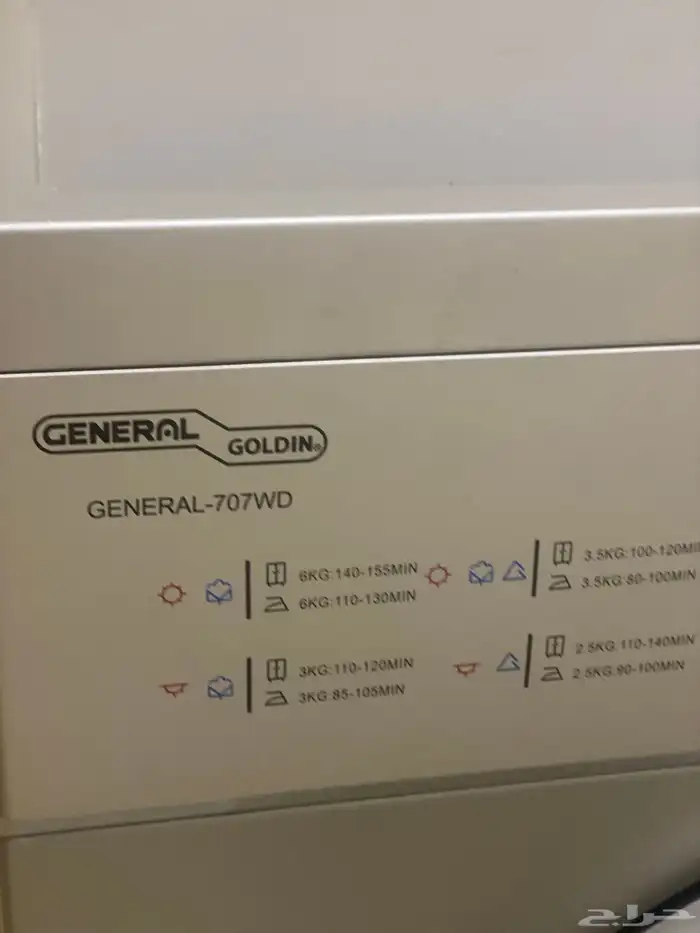 GENERAL GOLDIN®
GENERAL-707WD
6KG:140-155MIN
6KG:110-130MIN
3.5KG:100-120MIN
3.5KG:80-100MIN
3KG:110-120MIN
3KG:85-105MIN
2.5KG:110-140MIN
2.5KG:90-100MIN
حراج